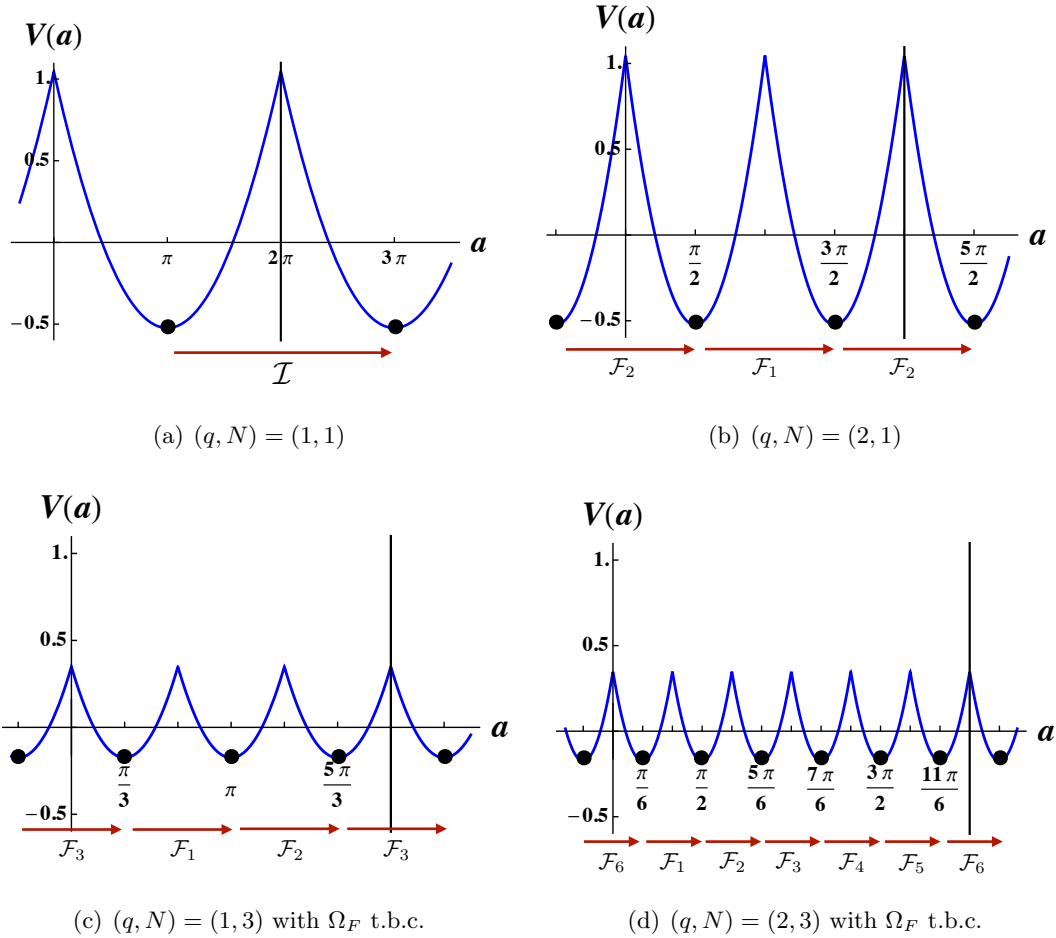 V(a)
1.
0.5
a
π
2π
3π
−0.5
𝓘
(a) (q, N) = (1, 1)
V(a)
1.
0.5
a
π/2
3π/2
5π/2
−0.5
𝓕₂
𝓕₁
𝓕₂
(b) (q, N) = (2, 1)
V(a)
1.
0.5
a
π/3
π
5π/3
−0.5
𝓕₃
𝓕₁
𝓕₂
𝓕₃
(c) (q, N) = (1, 3) with Ω_F t.b.c.
V(a)
1.
0.5
a
π/6
π/2
5π/6
7π/6
3π/2
11π/6
−0.5
𝓕₆
𝓕₁
𝓕₂
𝓕₃
𝓕₄
𝓕₅
𝓕₆
(d) (q, N) = (2, 3) with Ω_F t.b.c.